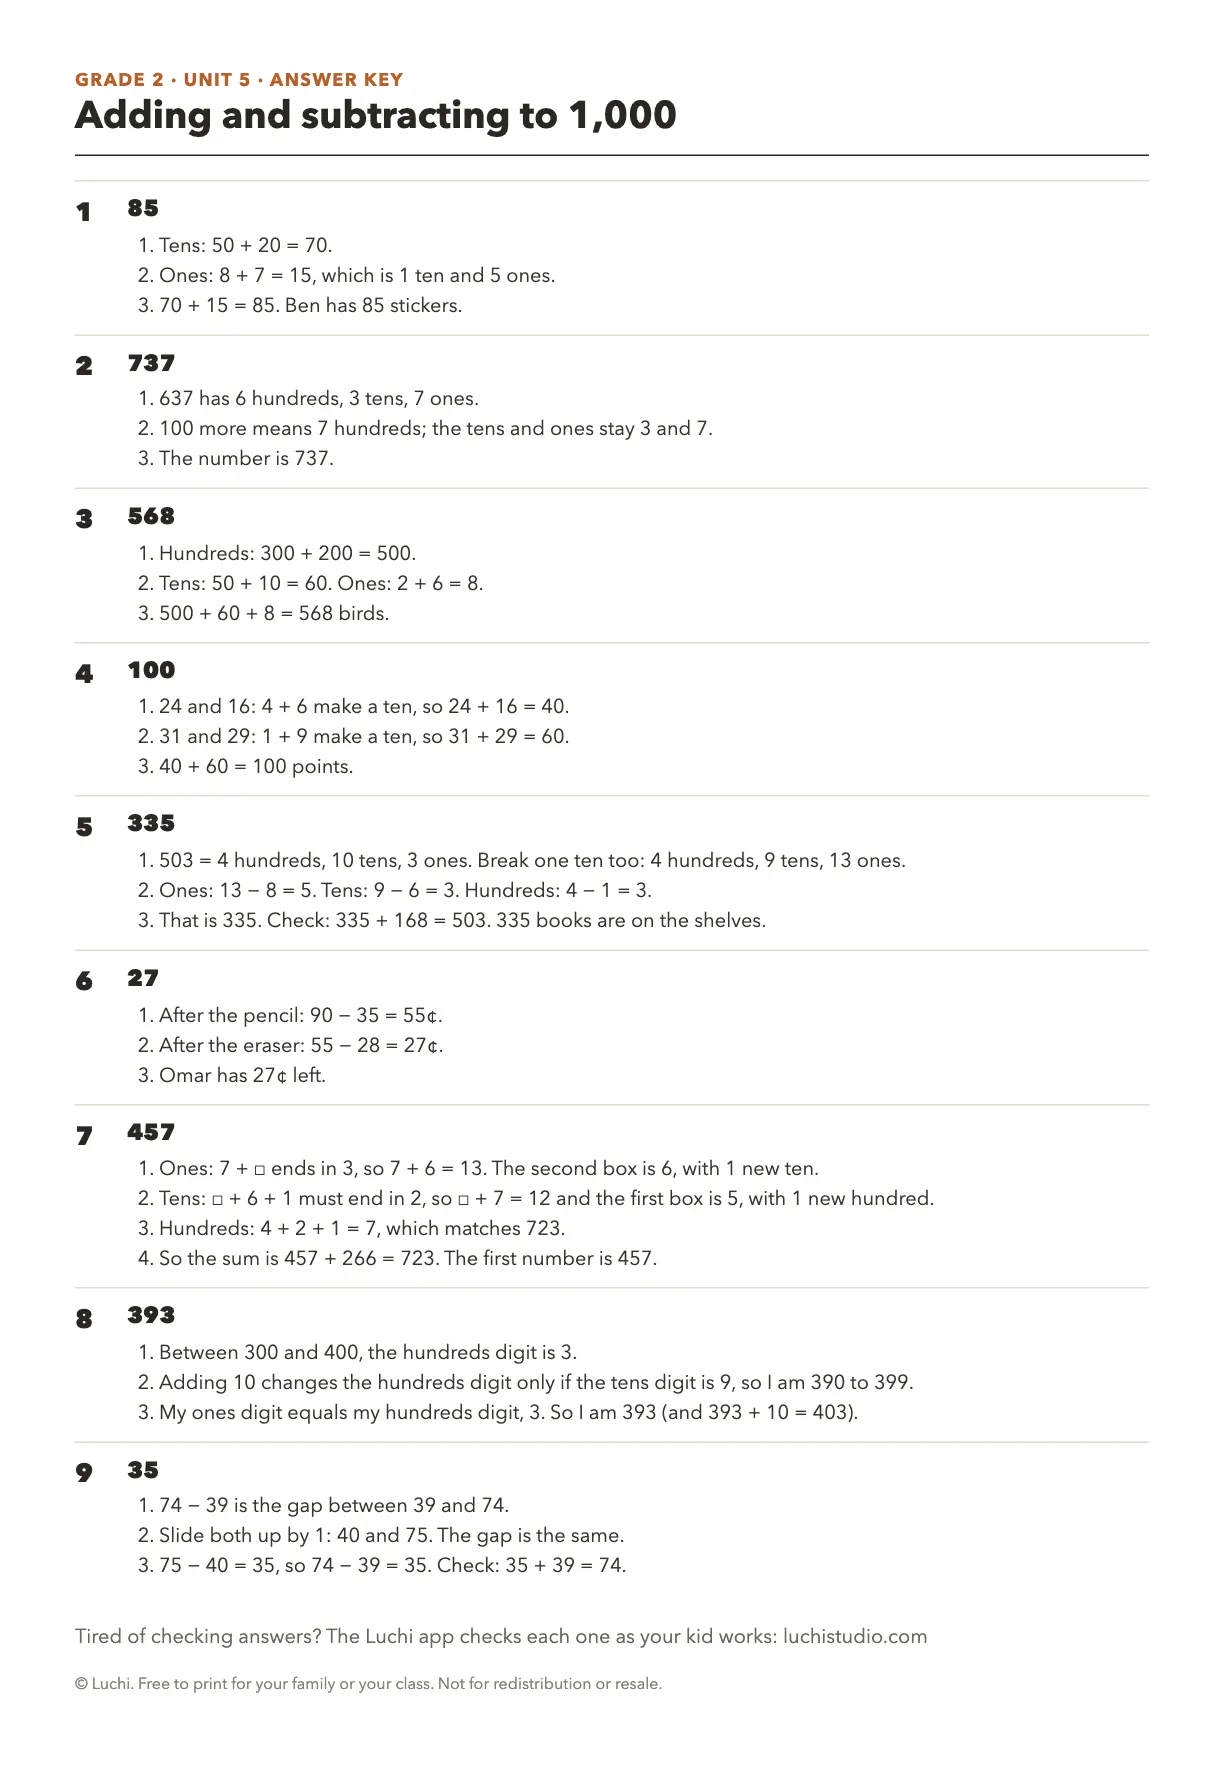 GRADE 2 · UNIT 5 · ANSWER KEY
Adding and subtracting to 1,000
1 85
1. Tens: 50 + 20 = 70.
2. Ones: 8 + 7 = 15, which is 1 ten and 5 ones.
3. 70 + 15 = 85. Ben has 85 stickers.
2 737
1. 637 has 6 hundreds, 3 tens, 7 ones.
2. 100 more means 7 hundreds; the tens and ones stay 3 and 7.
3. The number is 737.
3 568
1. Hundreds: 300 + 200 = 500.
2. Tens: 50 + 10 = 60. Ones: 2 + 6 = 8.
3. 500 + 60 + 8 = 568 birds.
4 100
1. 24 and 16: 4 + 6 make a ten, so 24 + 16 = 40.
2. 31 and 29: 1 + 9 make a ten, so 31 + 29 = 60.
3. 40 + 60 = 100 points.
5 335
1. 503 = 4 hundreds, 10 tens, 3 ones. Break one ten too: 4 hundreds, 9 tens, 13 ones.
2. Ones: 13 − 8 = 5. Tens: 9 − 6 = 3. Hundreds: 4 − 1 = 3.
3. That is 335. Check: 335 + 168 = 503. 335 books are on the shelves.
6 27
1. After the pencil: 90 − 35 = 55¢.
2. After the eraser: 55 − 28 = 27¢.
3. Omar has 27¢ left.
7 457
1. Ones: 7 + □ ends in 3, so 7 + 6 = 13. The second box is 6, with 1 new ten.
2. Tens: □ + 6 + 1 must end in 2, so □ + 7 = 12 and the first box is 5, with 1 new hundred.
3. Hundreds: 4 + 2 + 1 = 7, which matches 723.
4. So the sum is 457 + 266 = 723. The first number is 457.
8 393
1. Between 300 and 400, the hundreds digit is 3.
2. Adding 10 changes the hundreds digit only if the tens digit is 9, so I am 390 to 399.
3. My ones digit equals my hundreds digit, 3. So I am 393 (and 393 + 10 = 403).
9 35
1. 74 − 39 is the gap between 39 and 74.
2. Slide both up by 1: 40 and 75. The gap is the same.
3. 75 − 40 = 35, so 74 − 39 = 35. Check: 35 + 39 = 74.
Tired of checking answers? The Luchi app checks each one as your kid works: luchistudio.com
© Luchi. Free to print for your family or your class. Not for redistribution or resale.